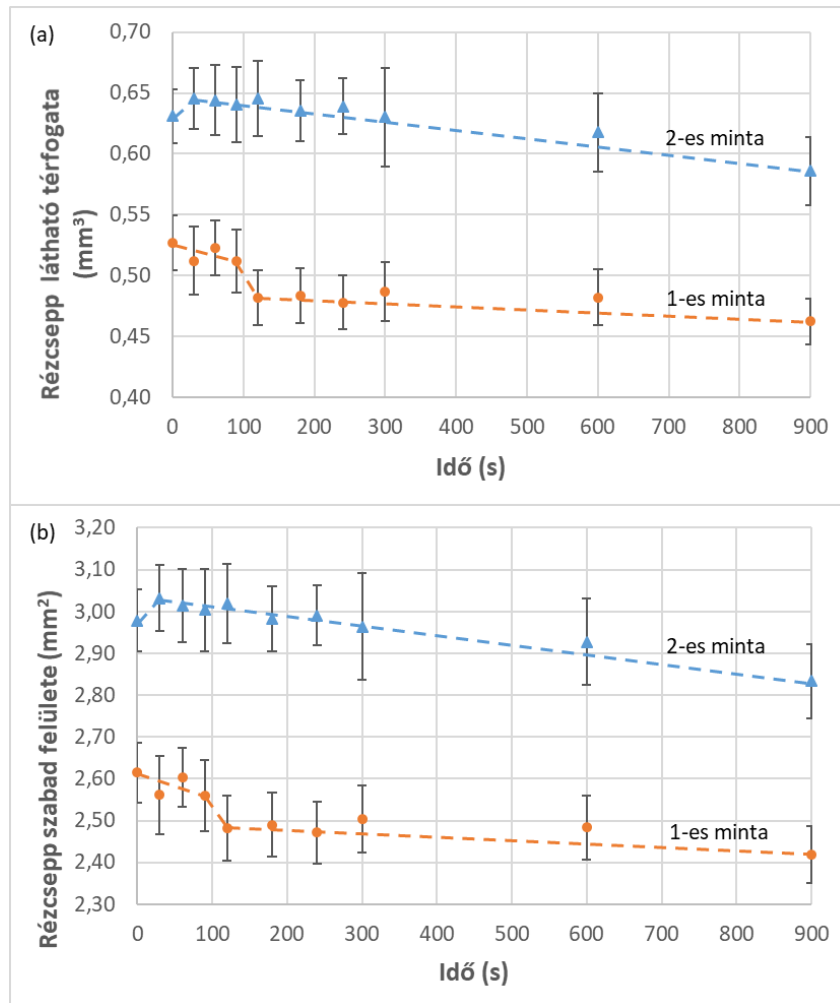 (a)
Rézcsepp látható térfogata
(mm³)
0,70
0,65
0,60
0,55
0,50
0,45
0,40
2-es minta
1-es minta
0 100 200 300 400 500 600 700 800 900
Idő (s)
(b)
Rézcsepp szabad felülete (mm²)
3,20
3,10
3,00
2,90
2,80
2,70
2,60
2,50
2,40
2,30
2-es minta
1-es minta
0 100 200 300 400 500 600 700 800 900
Idő (s)